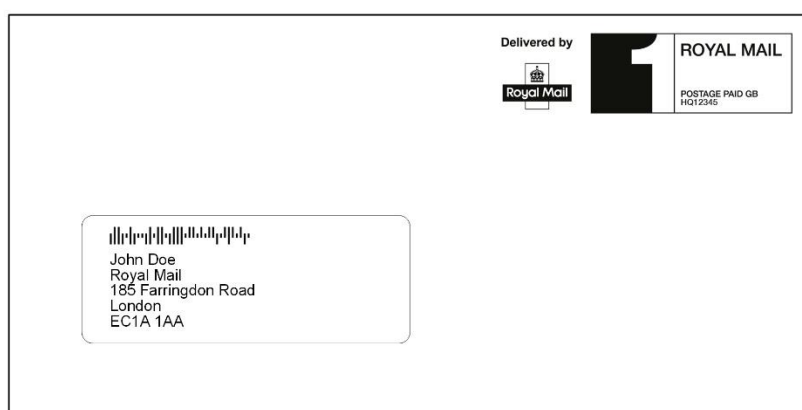 Delivered by
Royal Mail
1
ROYAL MAIL
POSTAGE PAID GB
HQ12345
John Doe
Royal Mail
185 Farringdon Road
London
EC1A 1AA